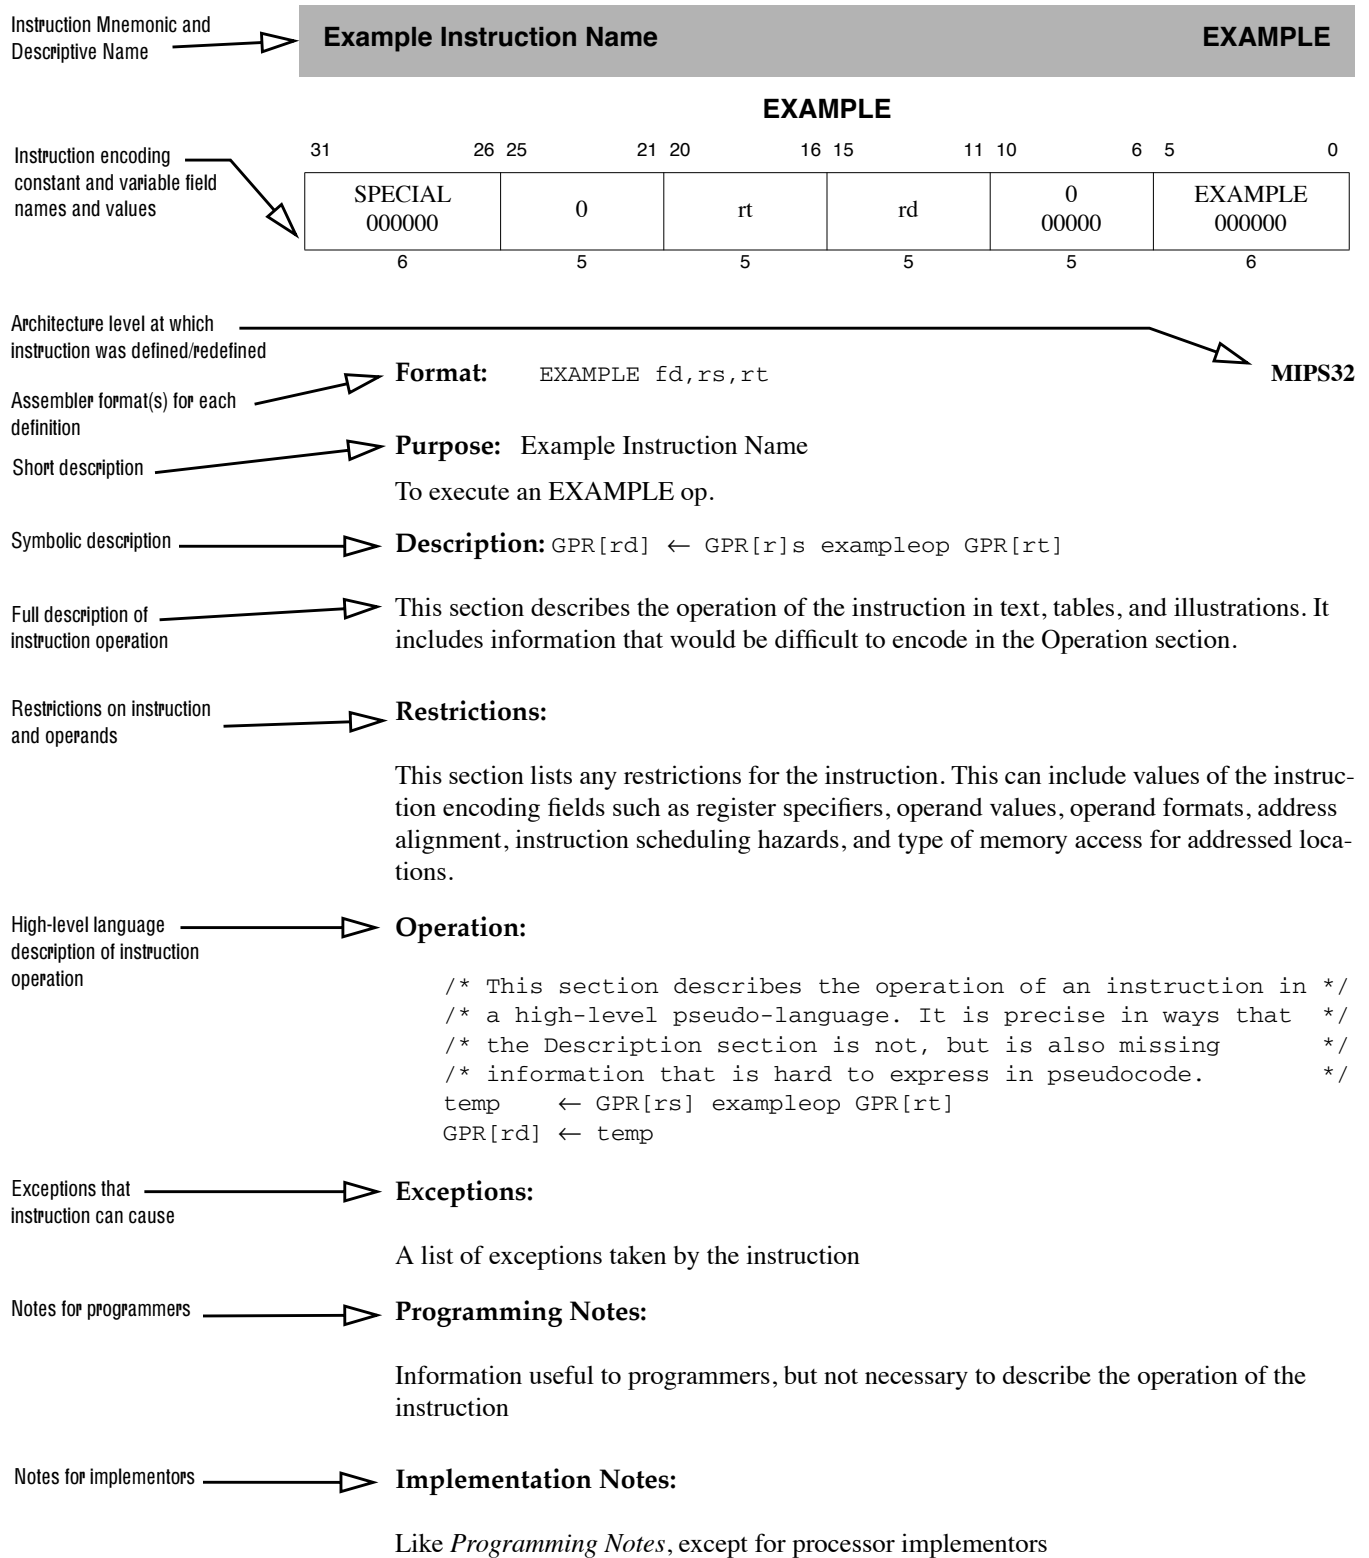 Instruction Mnemonic and
Descriptive Name
Example Instruction Name EXAMPLE
EXAMPLE
31 26 25 21 20 16 15 11 10 6 5 0
Instruction encoding
constant and variable field
names and values
SPECIAL
000000
0
rt
rd
0
00000
EXAMPLE
000000
6 5 5 5 5 6
Architecture level at which
instruction was defined/redefined
Format: EXAMPLE fd,rs,rt MIPS32
Assembler format(s) for each
definition
Purpose: Example Instruction Name
Short description
To execute an EXAMPLE op.
Symbolic description
Description: GPR[rd] ← GPR[r]s exampleop GPR[rt]
Full description of
instruction operation
This section describes the operation of the instruction in text, tables, and illustrations. It
includes information that would be difficult to encode in the Operation section.
Restrictions on instruction
and operands
Restrictions:
This section lists any restrictions for the instruction. This can include values of the instruc-
tion encoding fields such as register specifiers, operand values, operand formats, address
alignment, instruction scheduling hazards, and type of memory access for addressed loca-
tions.
High-level language
description of instruction
operation
Operation:
/* This section describes the operation of an instruction in */
/* a high-level pseudo-language. It is precise in ways that */
/* the Description section is not, but is also missing */
/* information that is hard to express in pseudocode. */
temp ← GPR[rs] exampleop GPR[rt]
GPR[rd] ← temp
Exceptions that
instruction can cause
Exceptions:
A list of exceptions taken by the instruction
Notes for programmers
Programming Notes:
Information useful to programmers, but not necessary to describe the operation of the
instruction
Notes for implementors
Implementation Notes:
Like Programming Notes, except for processor implementors